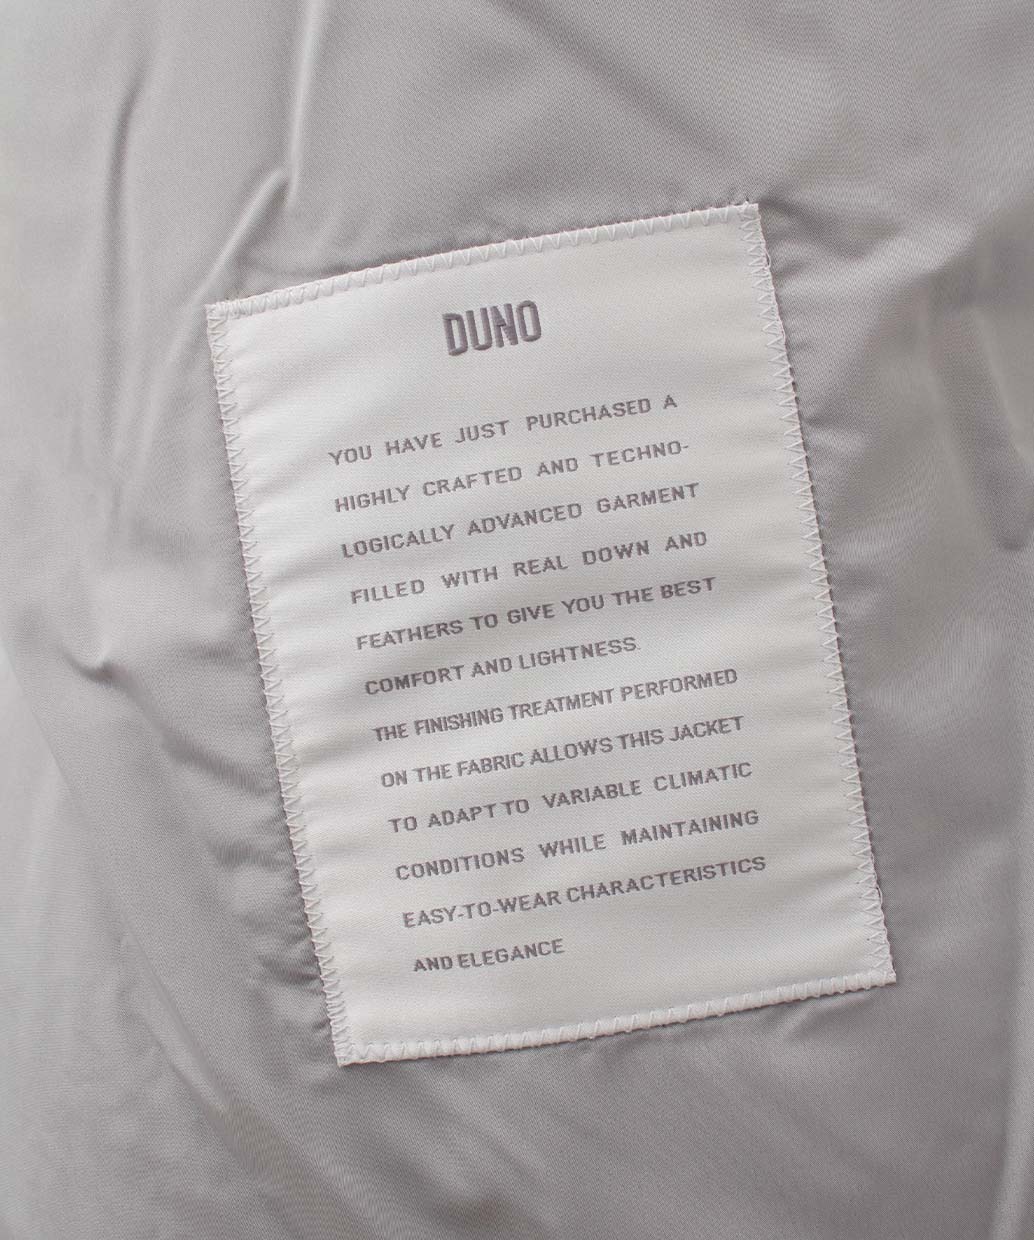 DUNO
YOU HAVE JUST PURCHASED A
HIGHLY CRAFTED AND TECHNO-
LOGICALLY ADVANCED GARMENT
FILLED WITH REAL DOWN AND
FEATHERS TO GIVE YOU THE BEST
COMFORT AND LIGHTNESS.
THE FINISHING TREATMENT PERFORMED
ON THE FABRIC ALLOWS THIS JACKET
TO ADAPT TO VARIABLE CLIMATIC
CONDITIONS WHILE MAINTAINING
EASY-TO-WEAR CHARACTERISTICS
AND ELEGANCE